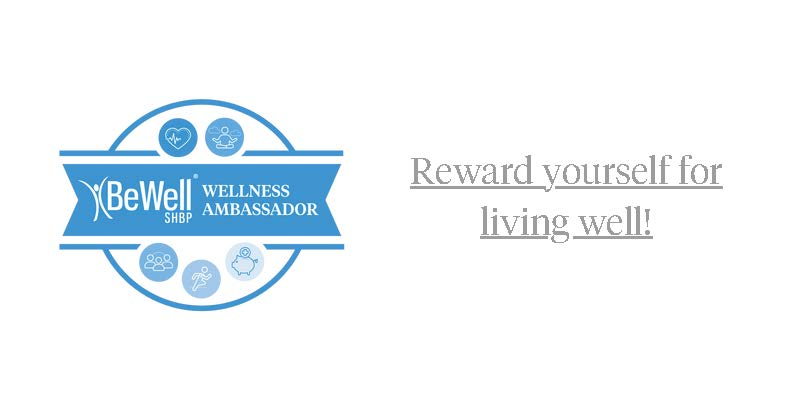 BeWell®
SHBP
WELLNESS
AMBASSADOR
Reward yourself for
living well!